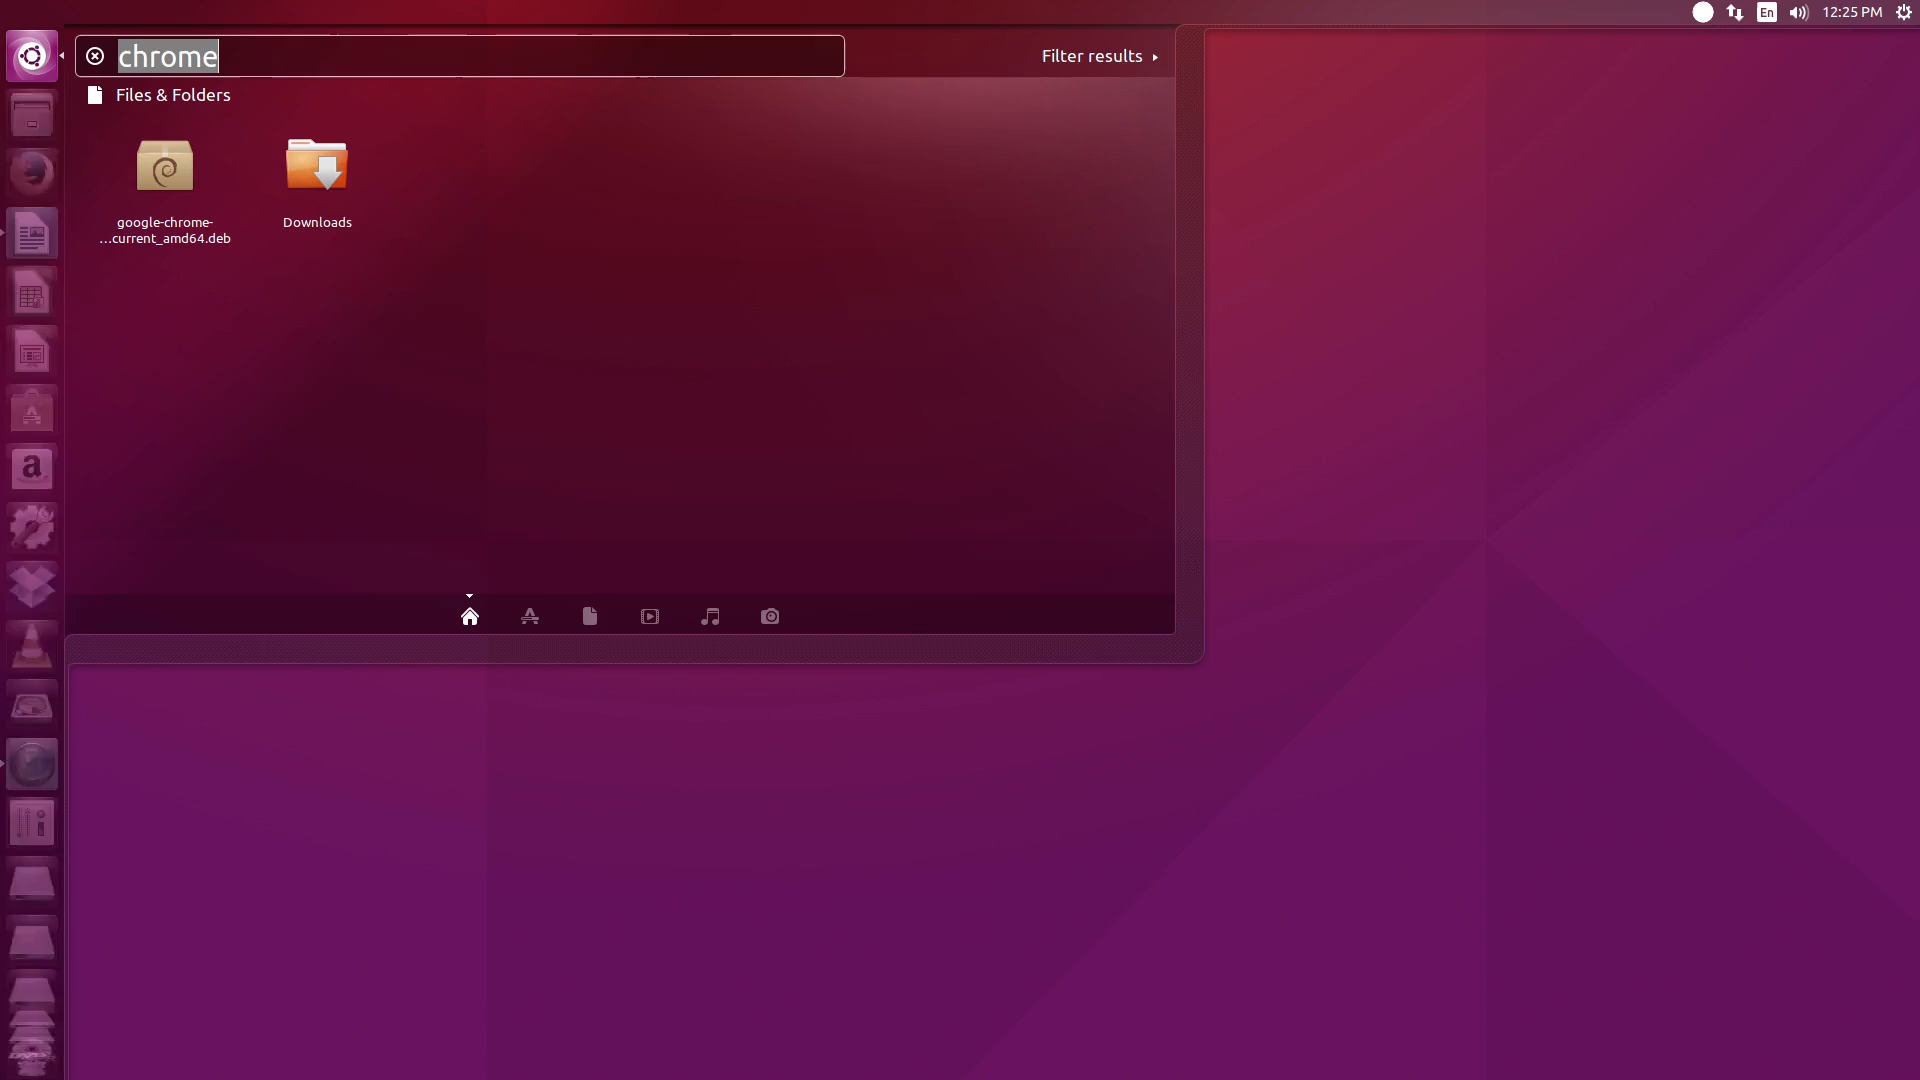 En
12:25 PM
chrome
Filter results
Files & Folders
google-chrome-
...current_amd64.deb
Downloads
a